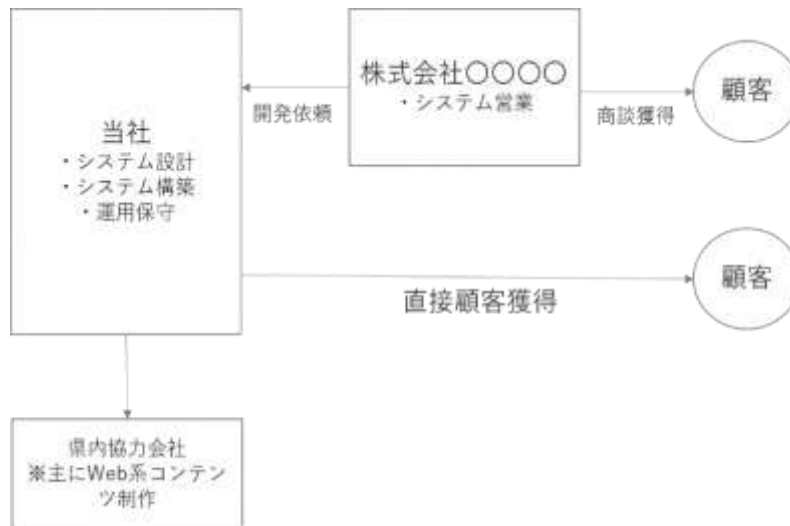 株式会社〇〇〇〇
・システム営業
顧客
開発依頼
商談獲得
当社
・システム設計
・システム構築
・運用保守
顧客
直接顧客獲得
県内協力会社
※主にWeb系コンテン
ツ制作